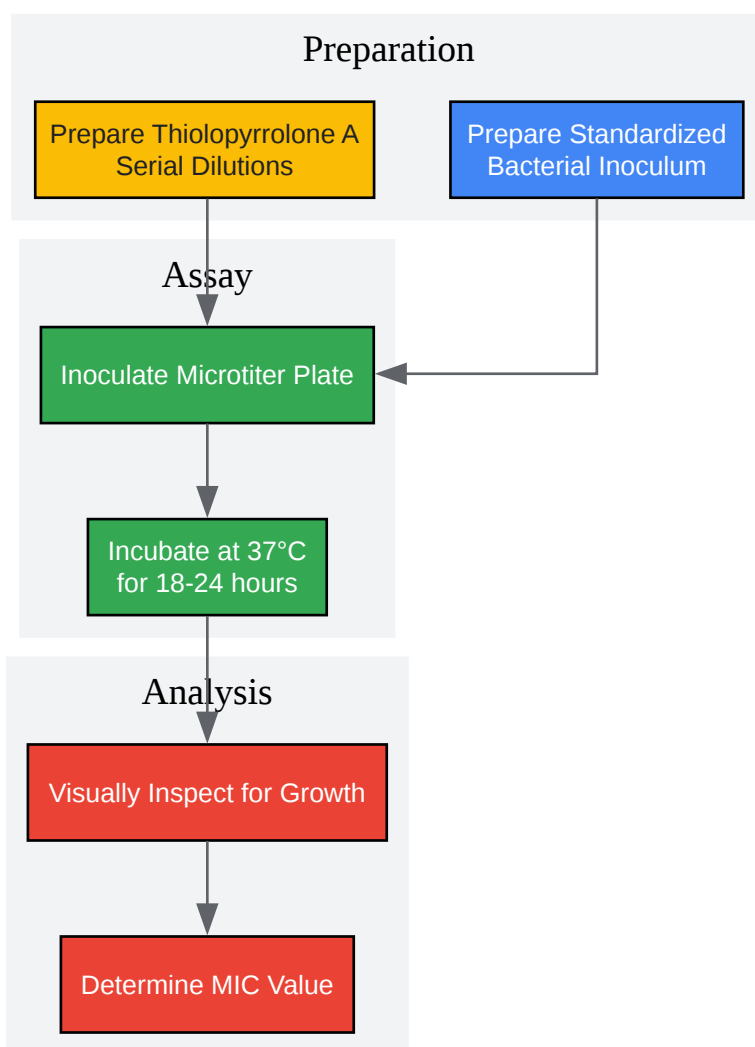 Preparation
Prepare Thiolopyrrolone A
Serial Dilutions
Prepare Standardized
Bacterial Inoculum
Assay
Inoculate Microtiter Plate
Incubate at 37°C
for 18-24 hours
Analysis
Visually Inspect for Growth
Determine MIC Value